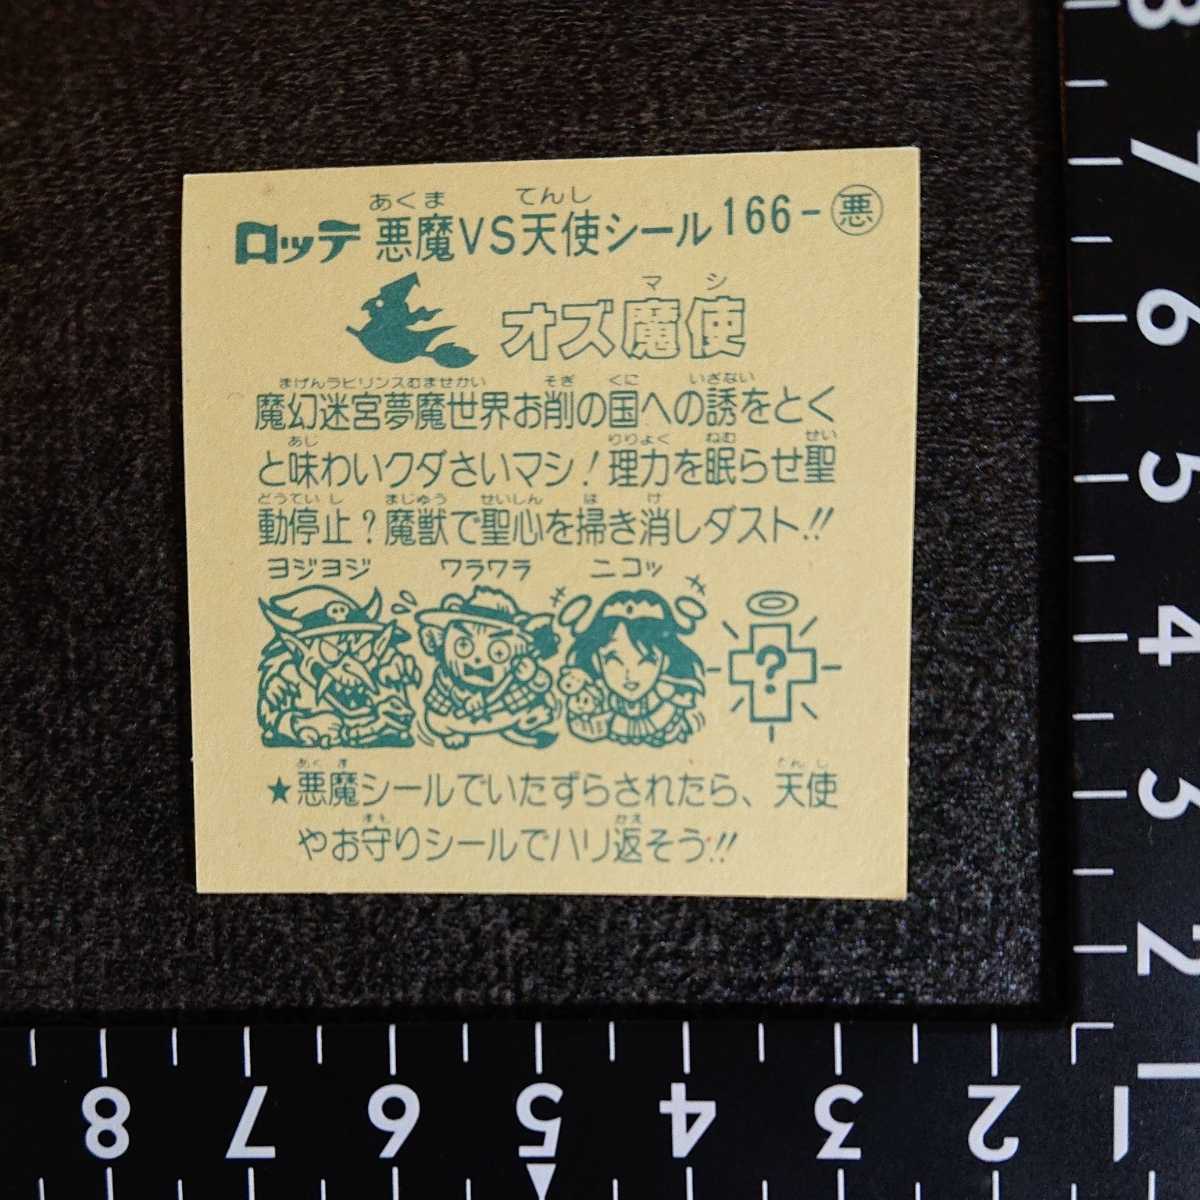 あくま てんし
ロッテ 悪魔VS天使シール 166-悪
マ シ
オズ魔使
まげんラビリンスむませかい そぎ くに いざない
魔幻迷宮夢魔世界お削の国への誘をとく
あじ りりょく ねむ せい
と味わいクダさいマシ!理力を眠らせ聖
どうてい し まじゅう せいしん は け
動停止?魔獣で聖心を掃き消しダスト!!
ヨジヨジ ワラワラ ニコッ
?
あくま てんし
★悪魔シールでいたずらされたら、天使
まも かえ
やお守りシールでハリ返そう!!
8
7
6
5
4
3
2
1
8 7 6 5 4 3 2 1